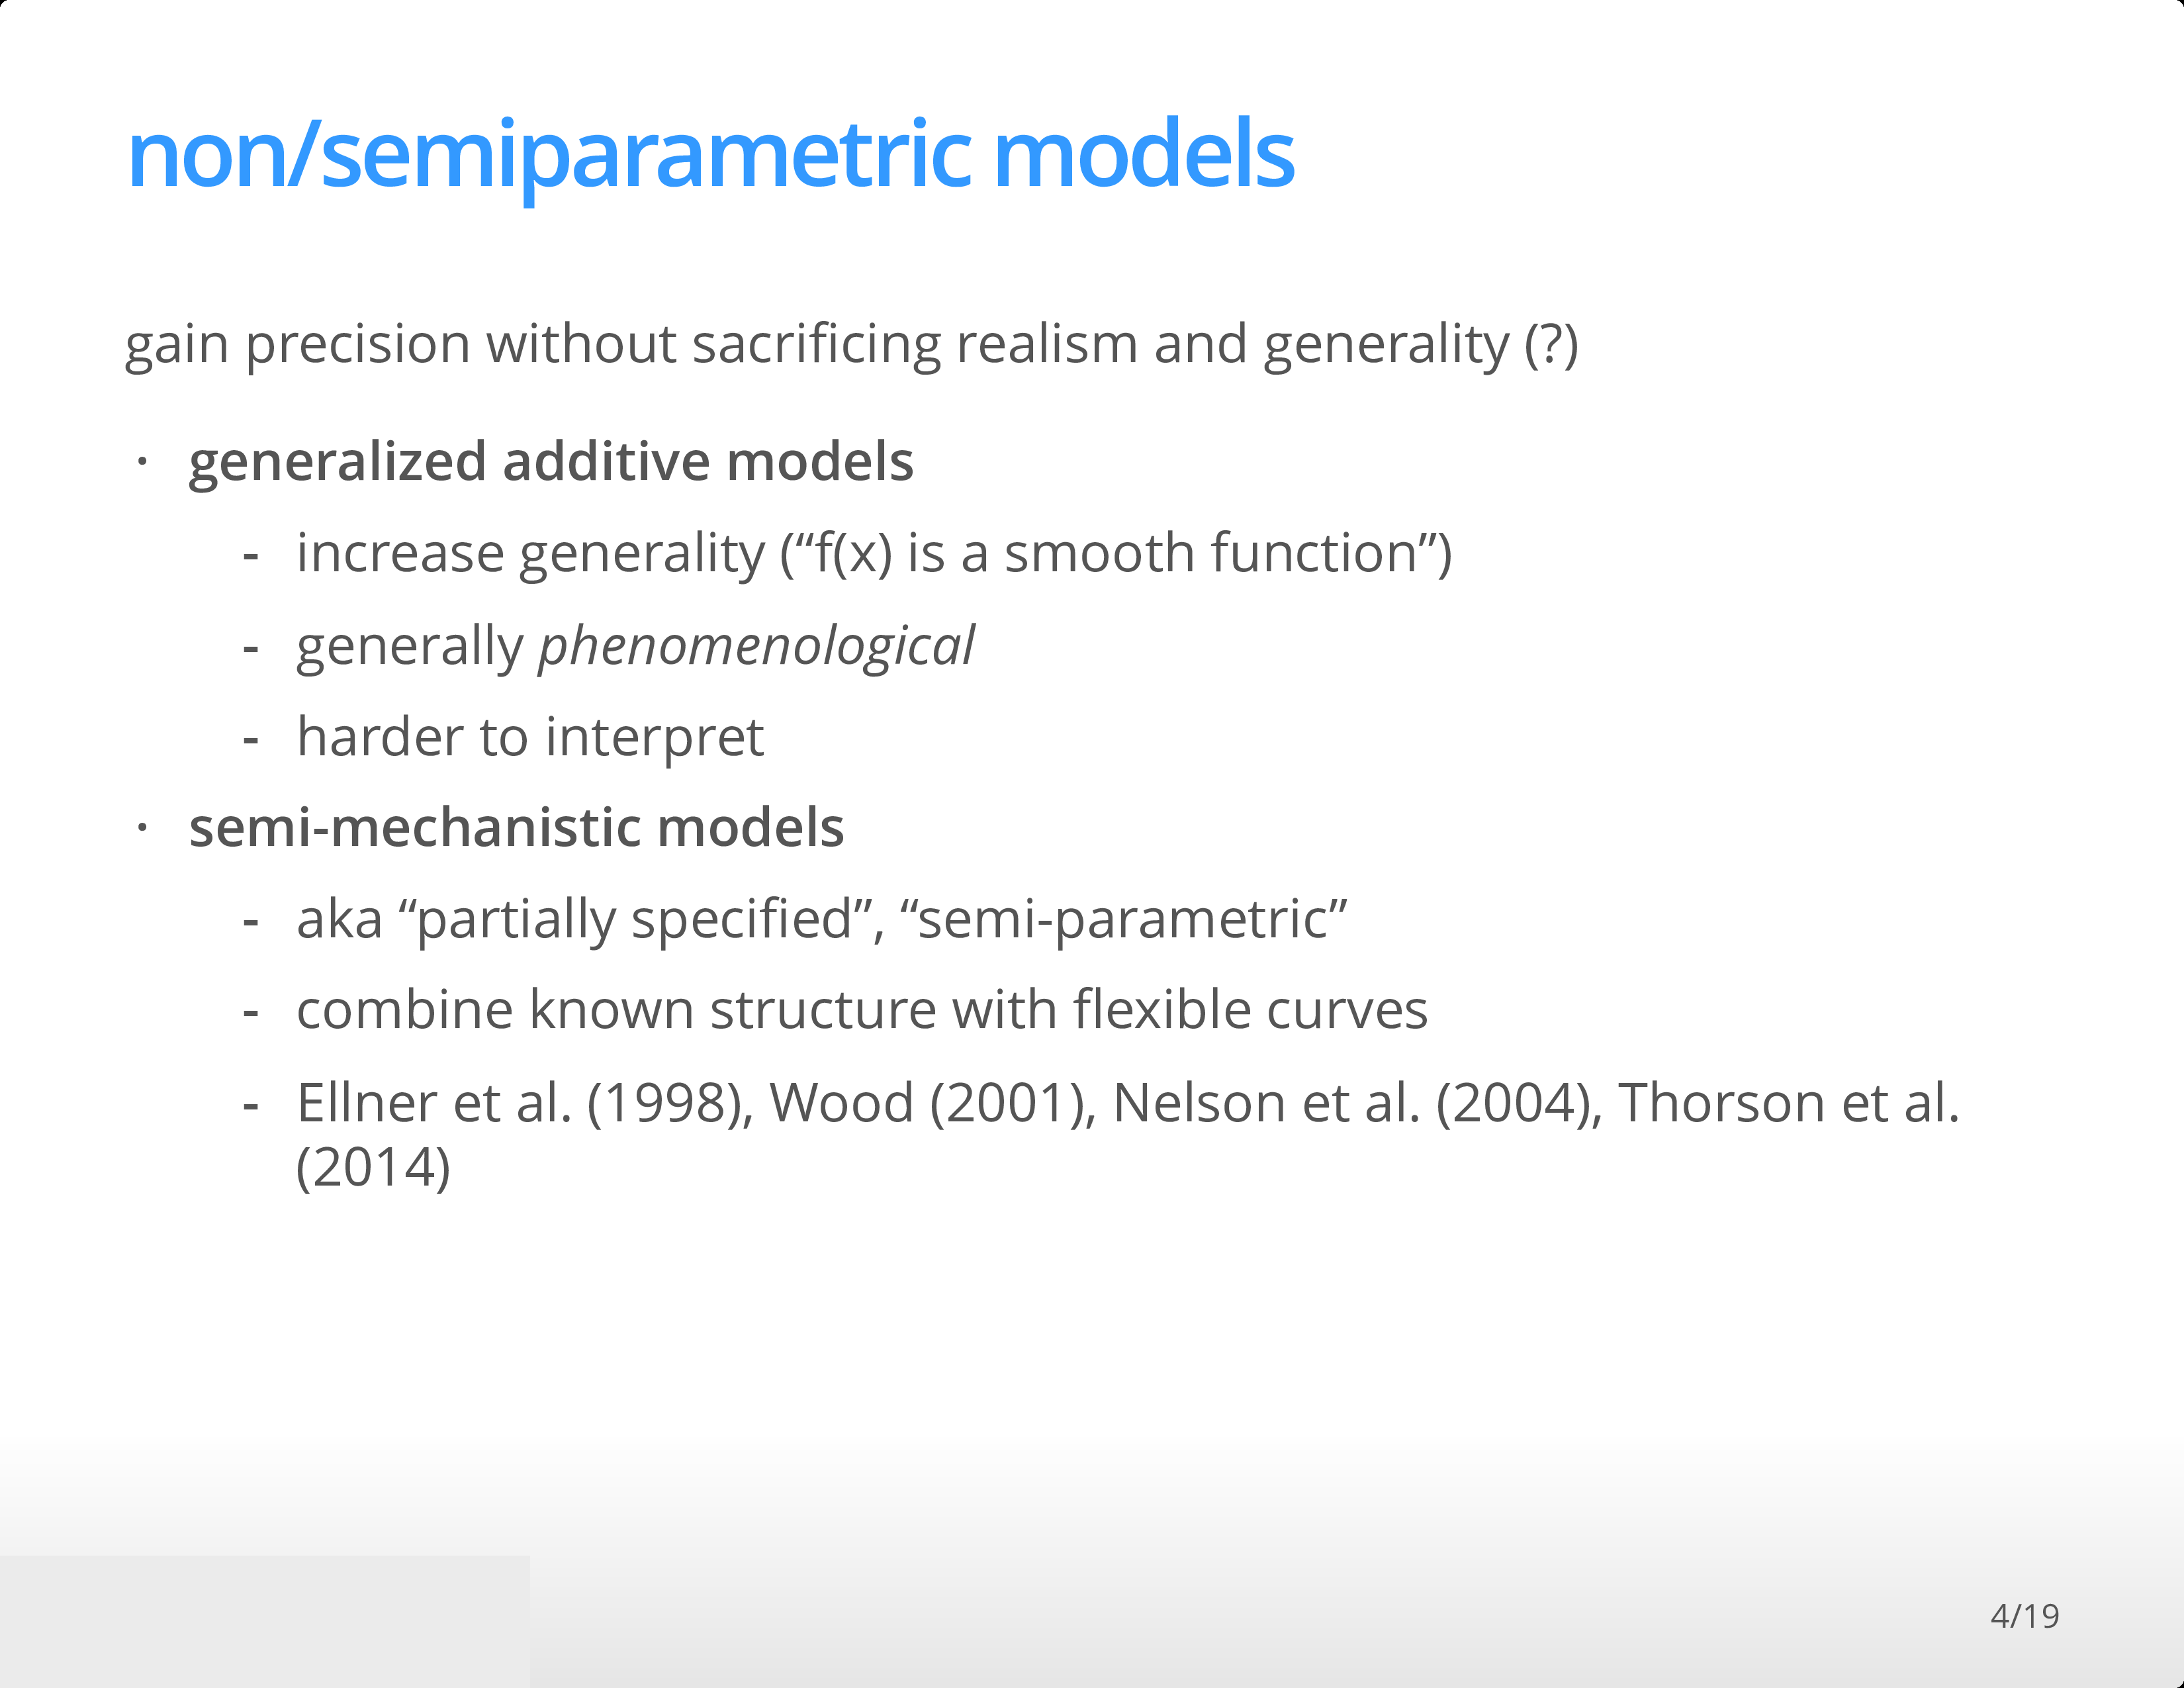 non/semiparametric models
gain precision without sacrificing realism and generality (?)
· generalized additive models
- increase generality (“f(x) is a smooth function”)
- generally phenomenological
- harder to interpret
· semi-mechanistic models
- aka “partially specified”, “semi-parametric”
- combine known structure with flexible curves
- Ellner et al. (1998), Wood (2001), Nelson et al. (2004), Thorson et al.
(2014)
4/19